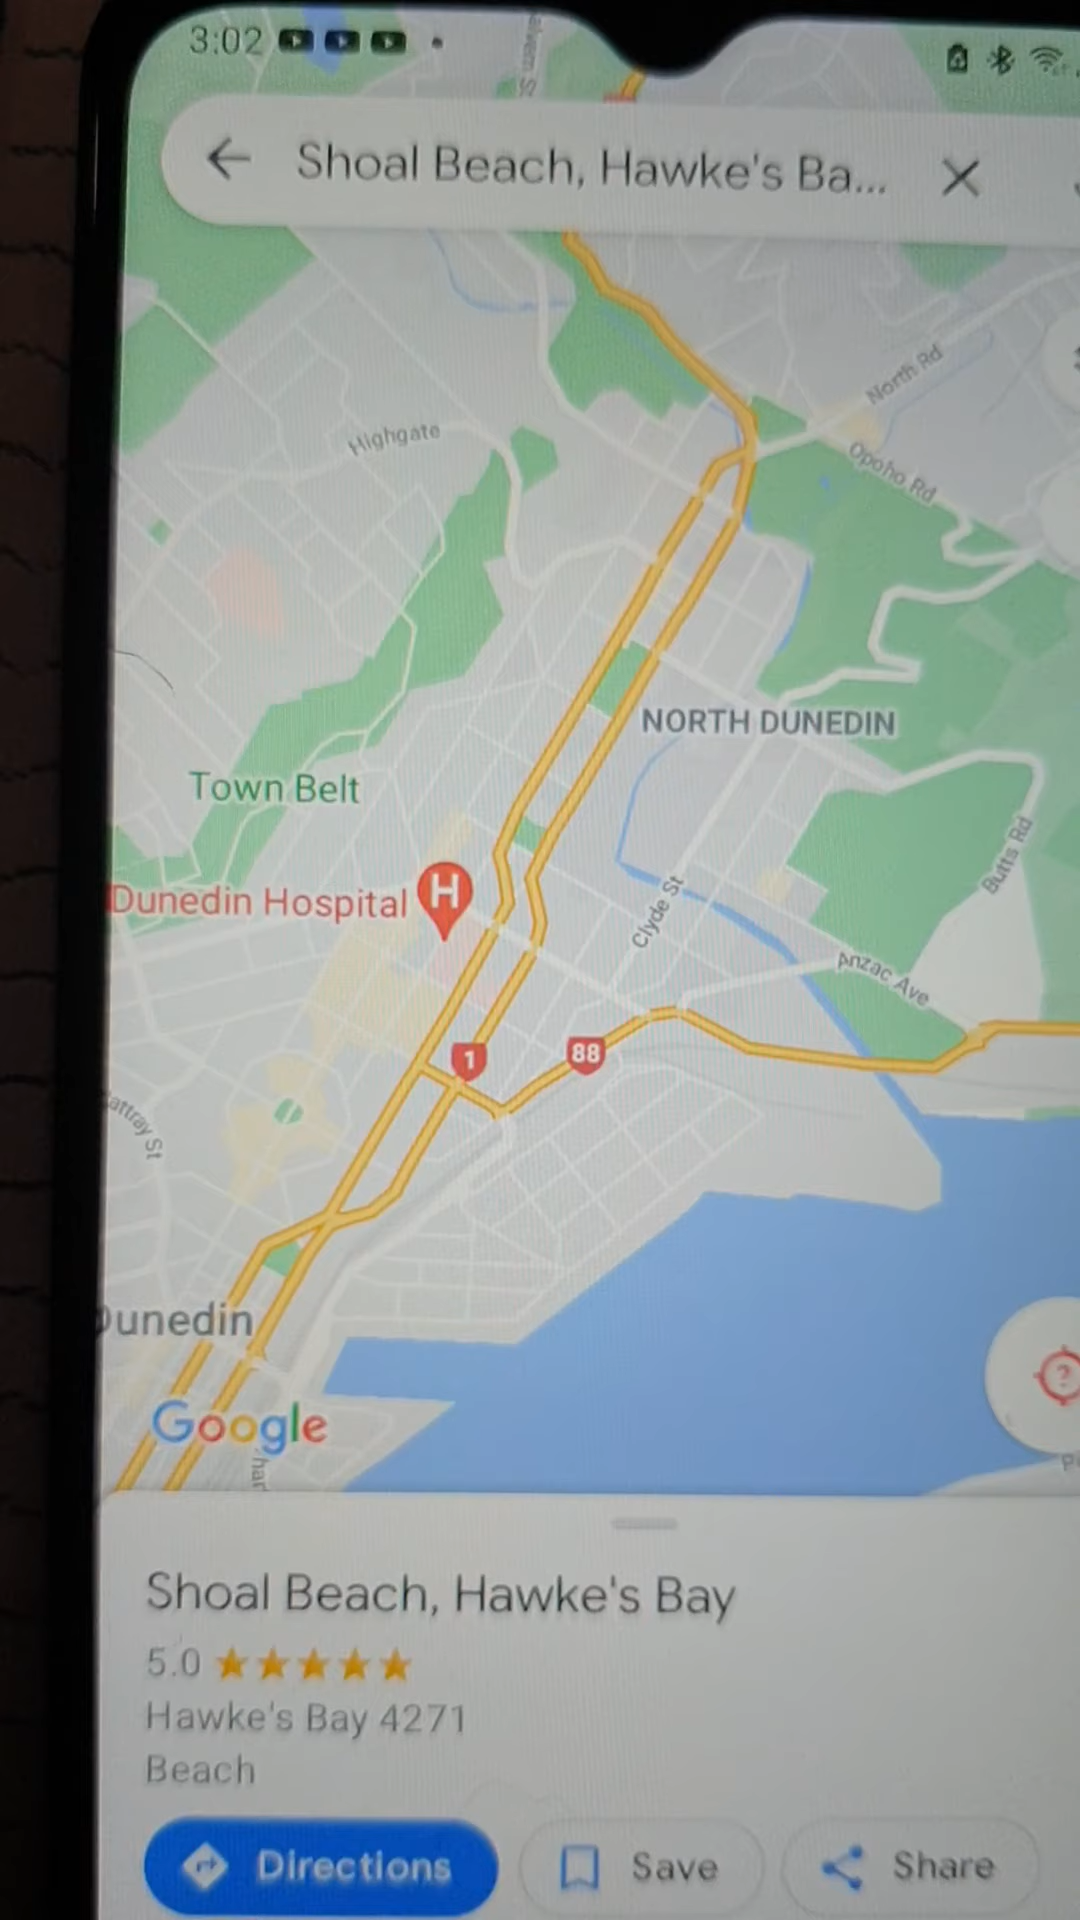 3:02
Shoal Beach, Hawke's Ba...
North Rd
Highgate
Opoho Rd
NORTH DUNEDIN
Town Belt
Butts Rd
Dunedin Hospital
H
Clyde St
Anzac Ave
1
88
attray St
Dunedin
?
Google
har
Shoal Beach, Hawke's Bay
5.0
Hawke's Bay 4271
Beach
Directions
Save
Share